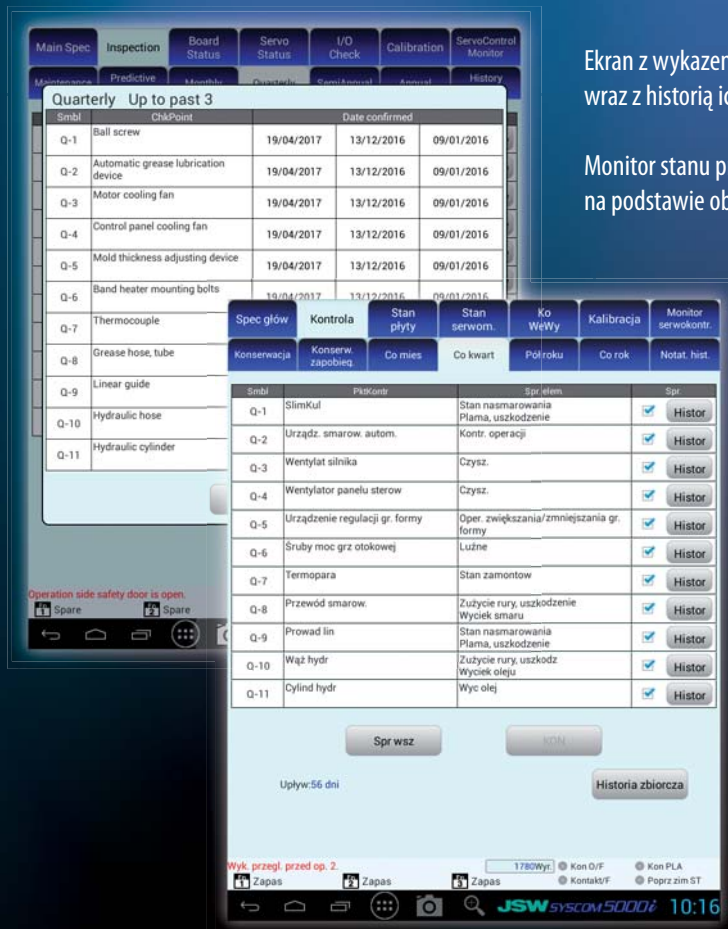 Main Spec Inspection Board Status Servo Status I/O Check Calibration ServoControl Monitor
Maintenance Predictive Monthly Quarterly SemiAnnual Annual History
Quarterly Up to past 3
Smbl ChkPoint Date confirmed
Q-1 Ball screw 19/04/2017 13/12/2016 09/01/2016
Q-2 Automatic grease lubrication device 19/04/2017 13/12/2016 09/01/2016
Q-3 Motor cooling fan 19/04/2017 13/12/2016 09/01/2016
Q-4 Control panel cooling fan 19/04/2017 13/12/2016 09/01/2016
Q-5 Mold thickness adjusting device 19/04/2017 13/12/2016 09/01/2016
Q-6 Band heater mounting bolts 19/04/2017 13/12/2016 09/01/2016
Q-7 Thermocouple
Q-8 Grease hose, tube
Q-9 Linear guide
Q-10 Hydraulic hose
Q-11 Hydraulic cylinder
Operation side safety door is open.
Spare Spare
Ekran z wykazem
wraz z historią ic
Monitor stanu p
na podstawie ob
Spec głów Kontrola Stan płyty Stan serwom. Ko WeWy Kalibracja Monitor serwokontr.
Konserwacja Konserw. zapobieg. Co mies Co kwart Pół roku Co rok Notat. hist.
Smbl PktKontr Spr elem Spr.
Q-1 SlimKul Stan nasmarowania Histor
Plama, uszkodzenie
Q-2 Urządz. smarow. autom. Kontr. operacji Histor
Q-3 Wentylat silnika Czysz. Histor
Q-4 Wentylator panelu sterow Czysz. Histor
Q-5 Urządzenie regulacji gr. formy Oper. zwiększania/zmniejszania gr. formy Histor
Q-6 Śruby moc grz otokowej Luźne Histor
Q-7 Termopara Stan zamontow Histor
Q-8 Przewód smarow. Zużycie rury, uszkodzenie Histor
Wyciek smaru
Q-9 Prowad lin Stan nasmarowania Histor
Plama, uszkodzenie
Q-10 Wąż hydr Zużycie rury, uszkodz Histor
Wyciek oleju
Q-11 Cylind hydr Wyc olej Histor
Spr wsz KON
Upływ:56 dni Historia zbiorcza
Wyk. przegl. przed op. 2. 1780Wyr. Kon O/F Kon PLA
Zapas Zapas Zapas Kontakt/F Poprz zim ST
JSW SYSCOM5000i 10:16